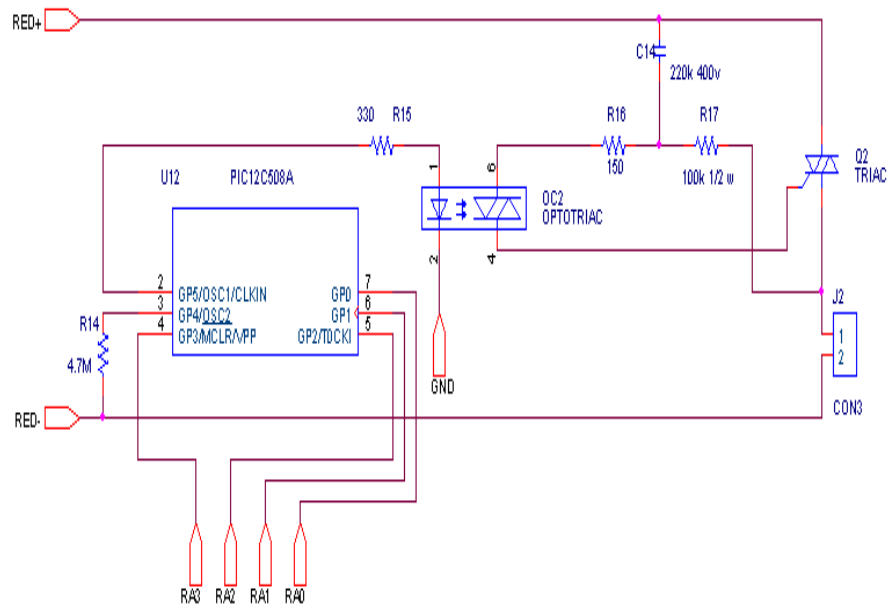 RED+
C14
220k 400v
330 R15
R16
R17
150
100k 1/2 w
Q2
TRIAC
U12 PIC12C508A
1
6
OC2
OPTOTRIAC
2
4
2 GP5/OSC1/CLKIN
3 GP4/OSC2
4 GP3/MCLR/VPP
GP0 7
GP1 6
GP2/T0CKI 5
R14
4.7M
J2
1
2
CON3
GND
RED-
RA3
RA2
RA1
RA0